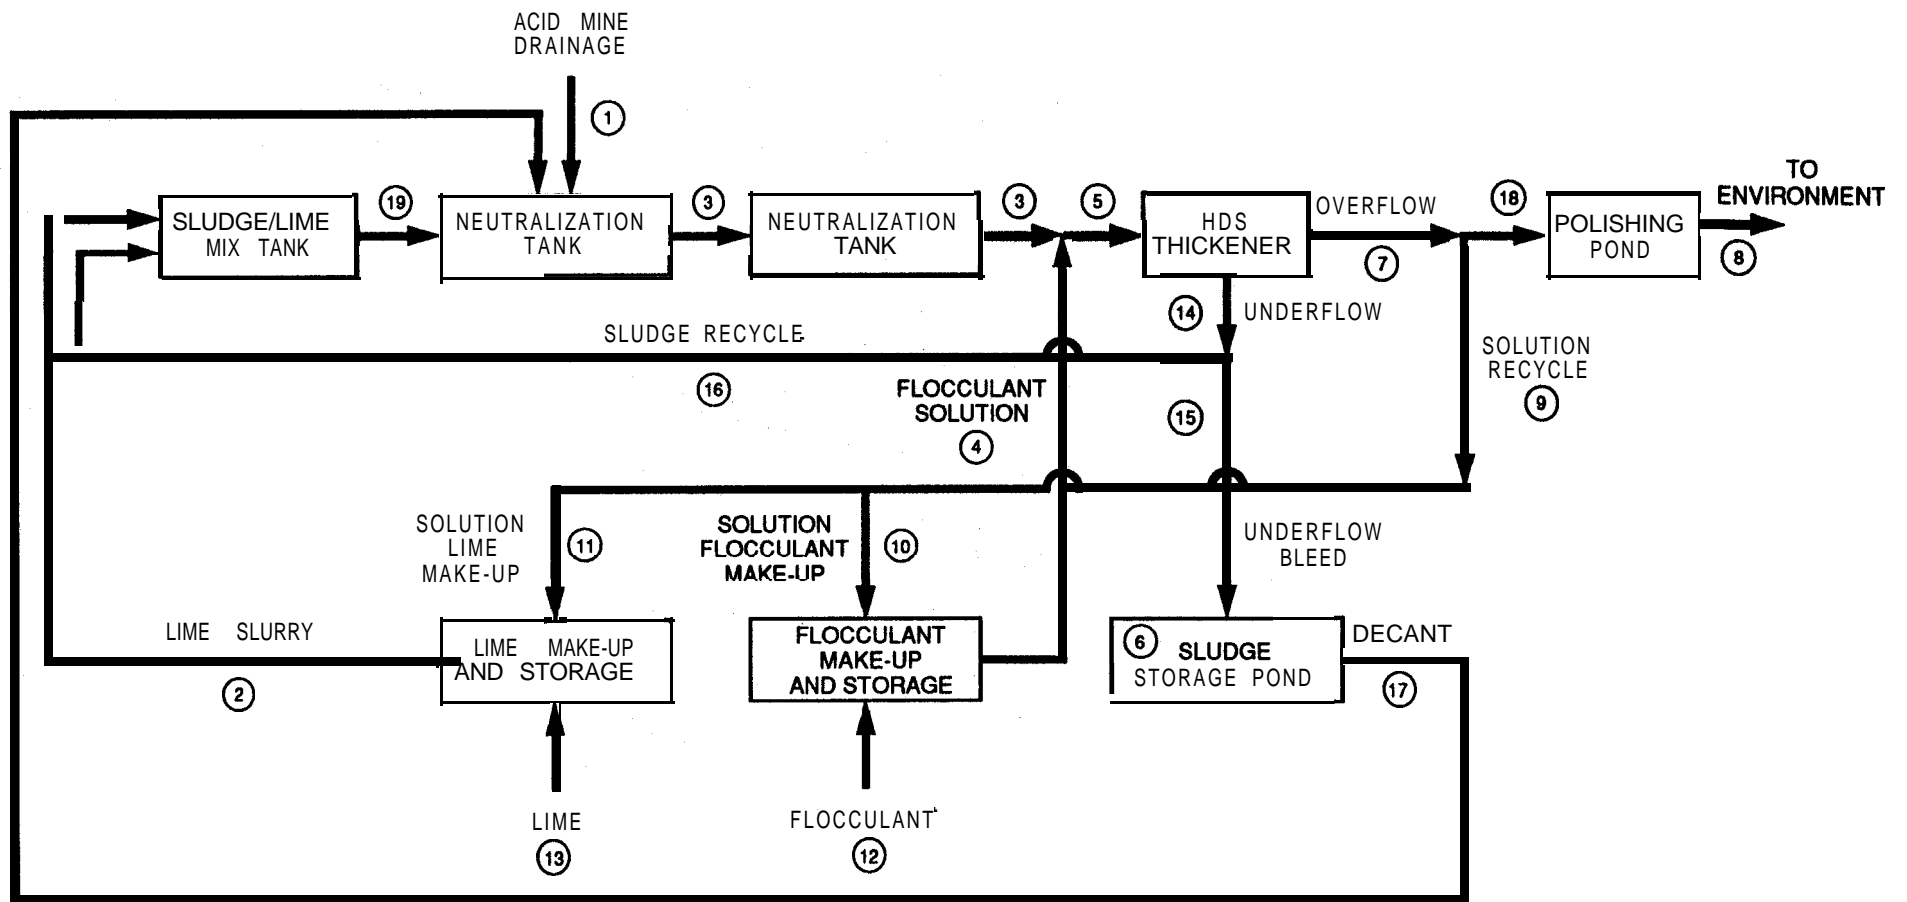 ACID MINE
DRAINAGE
1
SLUDGE/LIME
MIX TANK
19
NEUTRALIZATION
TANK
3
NEUTRALIZATION
TANK
3
5
HDS
THICKENER
OVERFLOW
7
18
POLISHING
POND
TO
ENVIRONMENT
8
14
UNDERFLOW
SLUDGE RECYCLE
16
FLOCCULANT
SOLUTION
4
15
SOLUTION
RECYCLE
9
SOLUTION
LIME
MAKE-UP
11
SOLUTION
FLOCCULANT
MAKE-UP
10
UNDERFLOW
BLEED
LIME SLURRY
2
LIME MAKE-UP
AND STORAGE
FLOCCULANT
MAKE-UP
AND STORAGE
6
SLUDGE
STORAGE POND
DECANT
17
LIME
13
FLOCCULANT
12